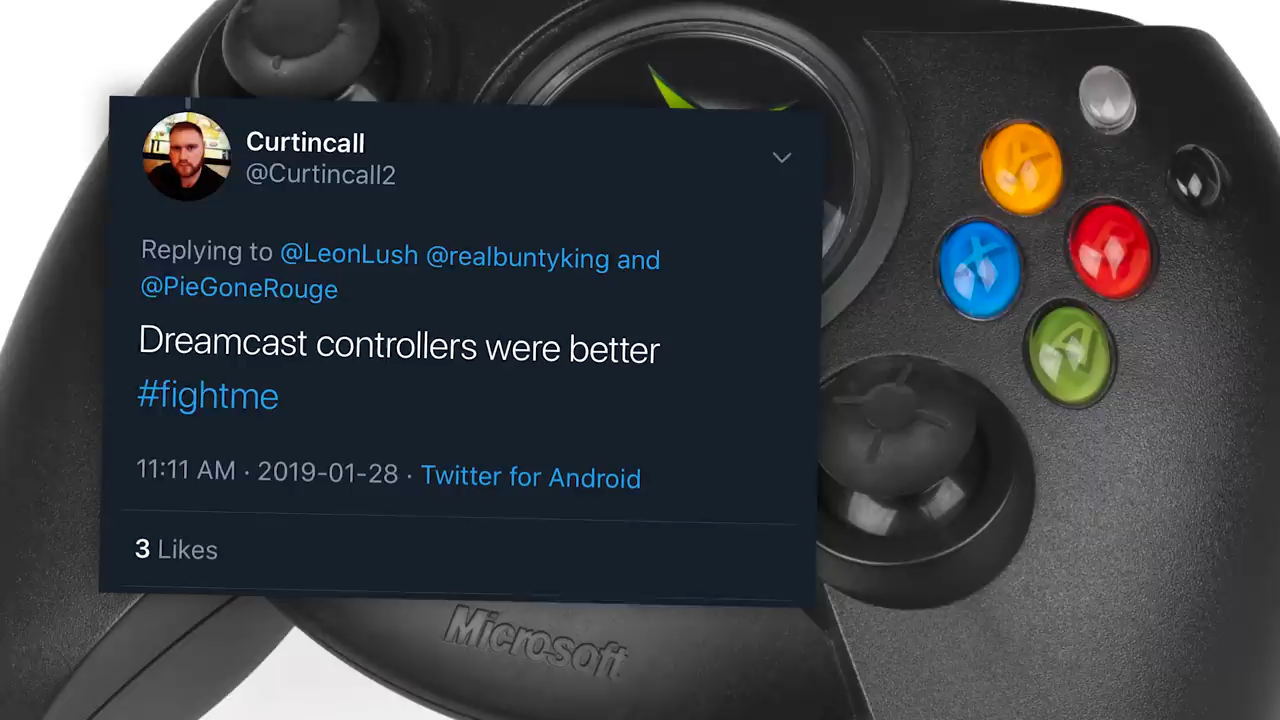 Curtincall
@Curtincall2
Replying to @LeonLush @realbuntyking and
@PieGoneRouge
Dreamcast controllers were better
#fightme
11:11 AM · 2019-01-28 · Twitter for Android
3 Likes
X
A
Microsoft